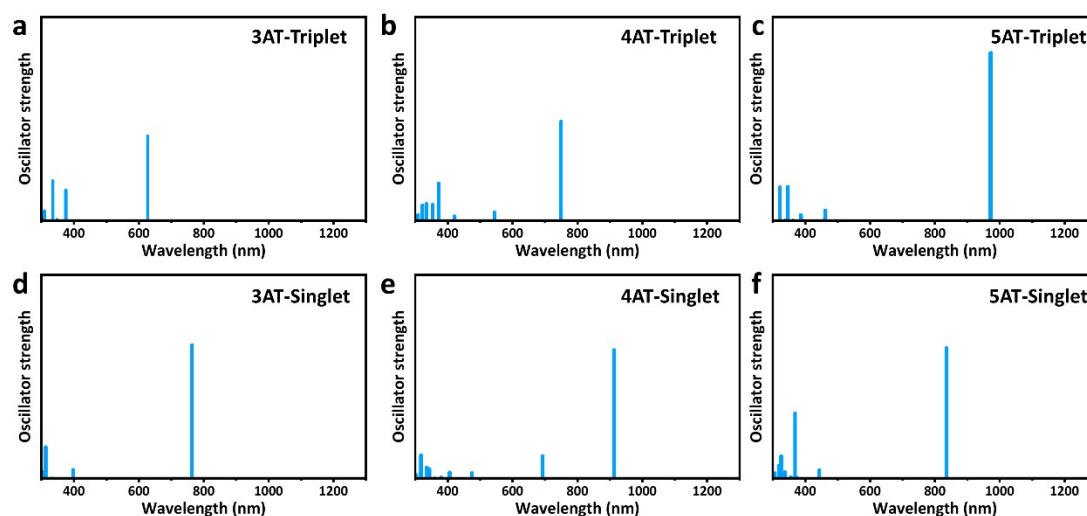 a
3AT-Triplet
Oscillator strength
400 600 800 1000 1200
Wavelength (nm)
b
4AT-Triplet
Oscillator strength
400 600 800 1000 1200
Wavelength (nm)
c
5AT-Triplet
Oscillator strength
400 600 800 1000 1200
Wavelength (nm)
d
3AT-Singlet
Oscillator strength
400 600 800 1000 1200
Wavelength (nm)
e
4AT-Singlet
Oscillator strength
400 600 800 1000 1200
Wavelength (nm)
f
5AT-Singlet
Oscillator strength
400 600 800 1000 1200
Wavelength (nm)